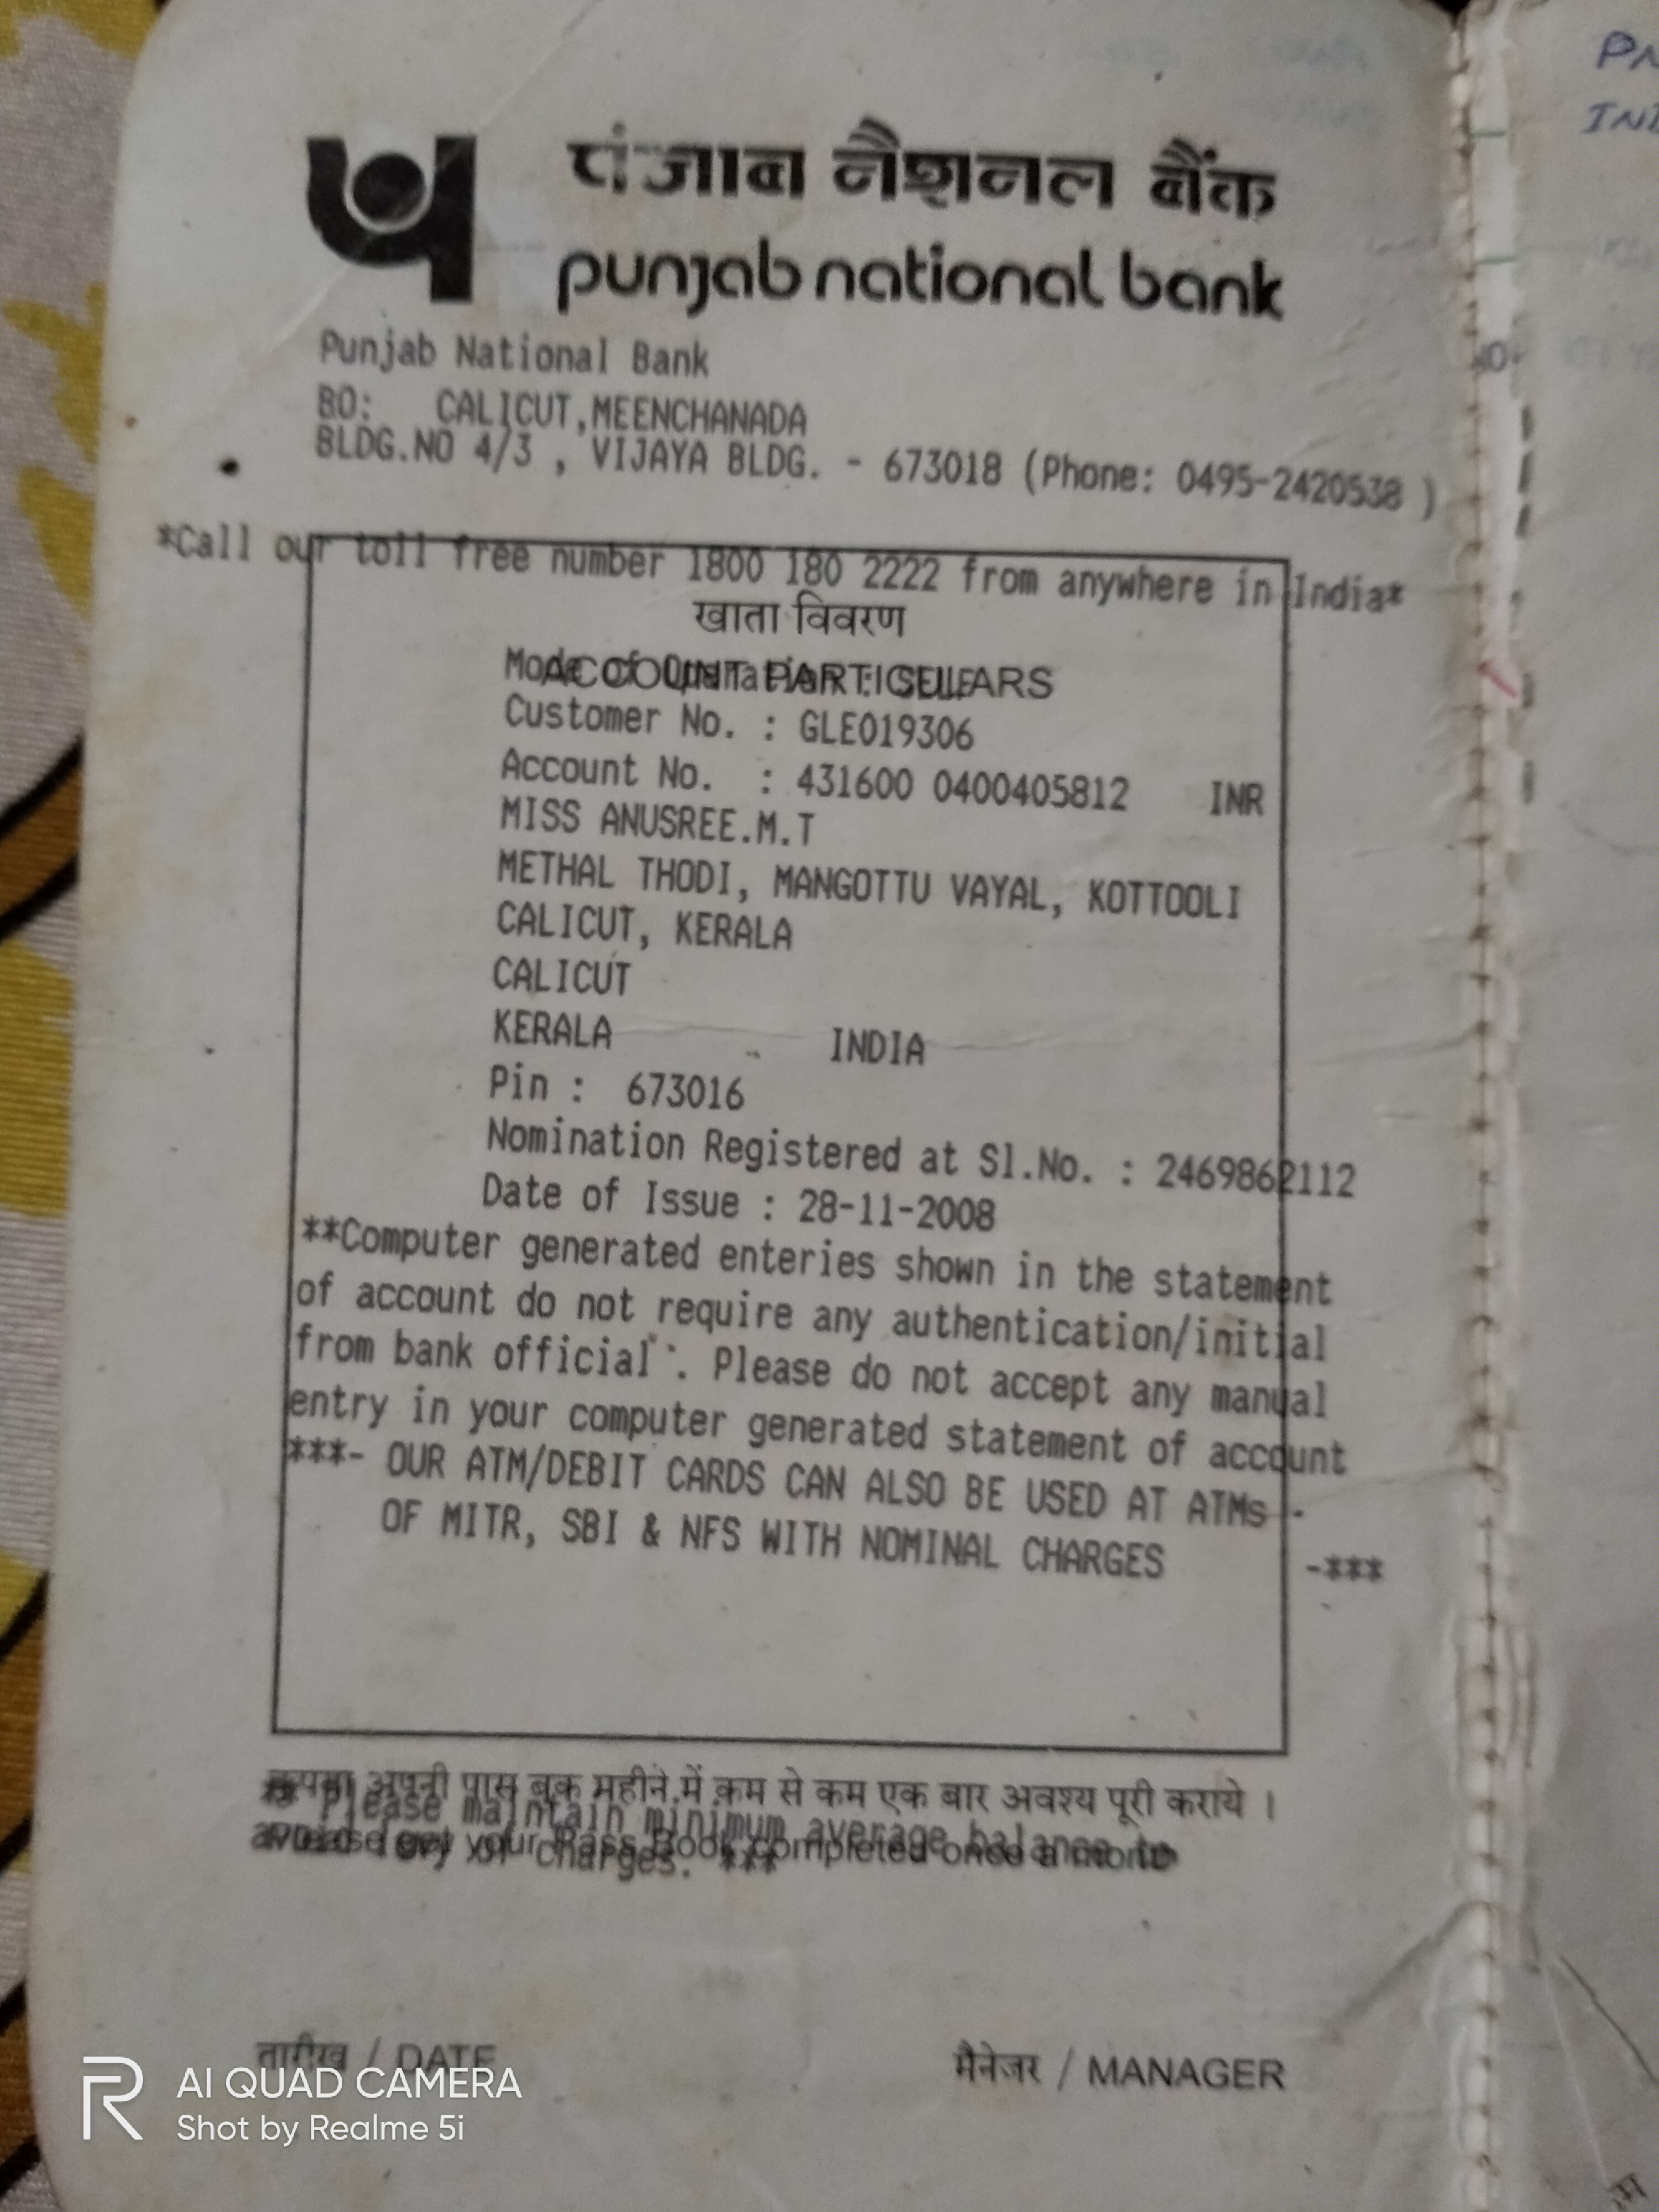 पंजाब नैशनल बैंक
punjab national bank
Punjab National Bank
BO: CALICUT,MEENCHANADA
BLDG.NO 4/3 , VIJAYA BLDG. - 673018 (Phone: 0495-2420538 )
*Call our toll free number 1800 180 2222 from anywhere in India*
खाता विवरण
ACCOUNT PARTICULARS
Mode of Operation : SELF
Customer No. : GLE019306
Account No. : 431600 0400405812 INR
MISS ANUSREE.M.T
METHAL THODI, MANGOTTU VAYAL, KOTTOOLI
CALICUT, KERALA
CALICUT
KERALA INDIA
Pin : 673016
Nomination Registered at Sl.No. : 2469862112
Date of Issue : 28-11-2008
**Computer generated enteries shown in the statement
of account do not require any authentication/initial
from bank official . Please do not accept any manual
entry in your computer generated statement of account
***- OUR ATM/DEBIT CARDS CAN ALSO BE USED AT ATMs -
OF MITR, SBI & NFS WITH NOMINAL CHARGES -***
कृपया अपनी पास बुक महीने में कम से कम एक बार अवश्य पूरी कराये ।
Please maintain minimum average balance to
avoid levy of charges. ***
Please get your Pass Book completed once a month
तारीख / DATE
मैनेजर / MANAGER
AI QUAD CAMERA
Shot by Realme 5i